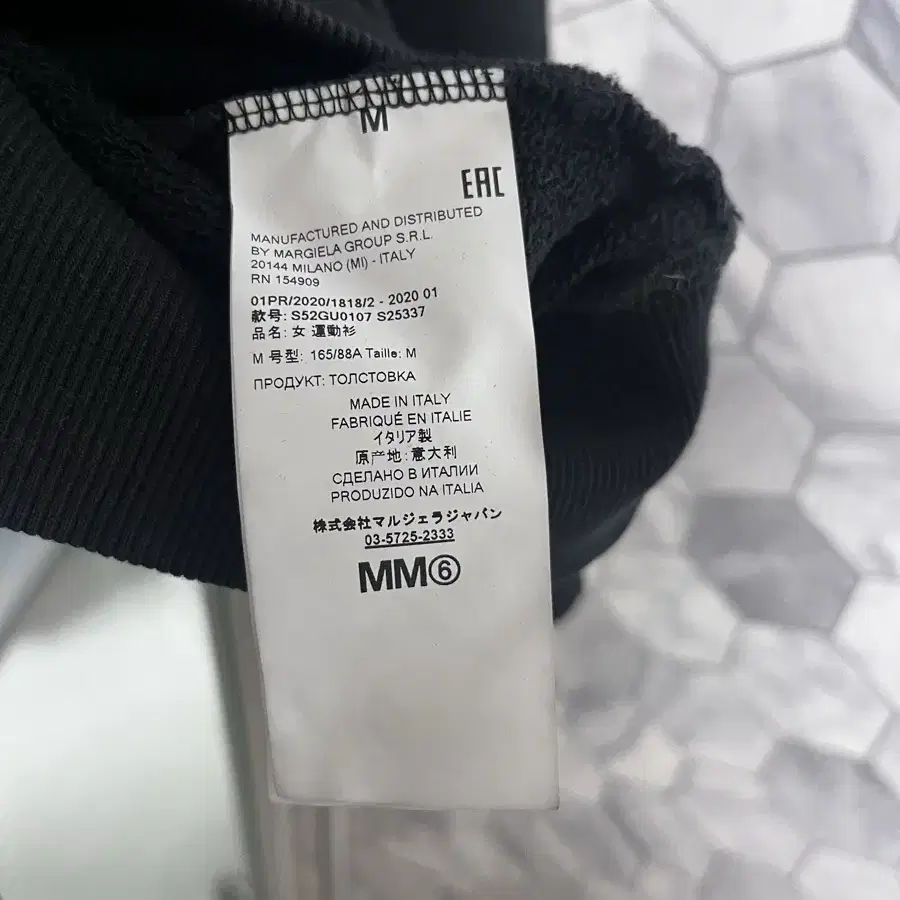 M
EAC
MANUFACTURED AND DISTRIBUTED
BY MARGIELA GROUP S.R.L.
20144 MILANO (MI) - ITALY
RN 154909
01PR/2020/1818/2 - 2020 01
款号: S52GU0107 S25337
品名: 女 運動衫
M 号型: 165/88A Taille: M
ПРОДУКТ: ТОЛСТОВКА
MADE IN ITALY
FABRIQUÉ EN ITALIE
イタリア製
原产地: 意大利
СДЕЛАНО В ИТАЛИИ
PRODUZIDO NA ITALIA
株式会社マルジェラジャパン
03-5725-2333
MM⑥